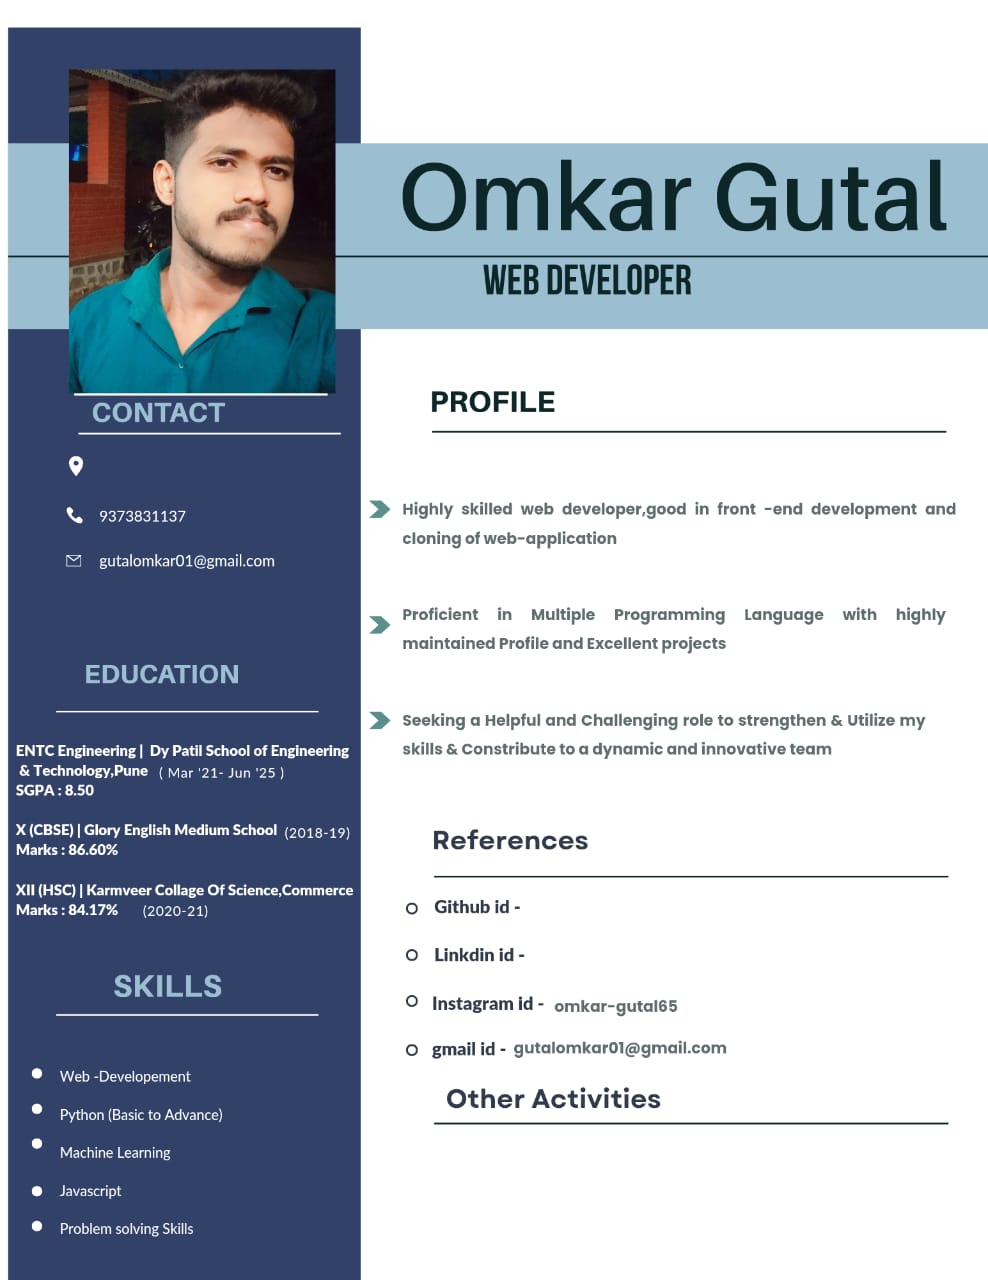 Omkar Gutal
WEB DEVELOPER
CONTACT
9373831137
gutalomkar01@gmail.com
EDUCATION
ENTC Engineering | Dy Patil School of Engineering
& Technology,Pune ( Mar '21- Jun '25 )
SGPA : 8.50
X (CBSE) | Glory English Medium School (2018-19)
Marks : 86.60%
XII (HSC) | Karmveer Collage Of Science,Commerce
Marks : 84.17% (2020-21)
SKILLS
Web -Developement
Python (Basic to Advance)
Machine Learning
Javascript
Problem solving Skills
PROFILE
Highly skilled web developer,good in front -end development and
cloning of web-application
Proficient in Multiple Programming Language with highly
maintained Profile and Excellent projects
Seeking a Helpful and Challenging role to strengthen & Utilize my
skills & Constribute to a dynamic and innovative team
References
Github id -
Linkdin id -
Instagram id - omkar-gutal65
gmail id - gutalomkar01@gmail.com
Other Activities